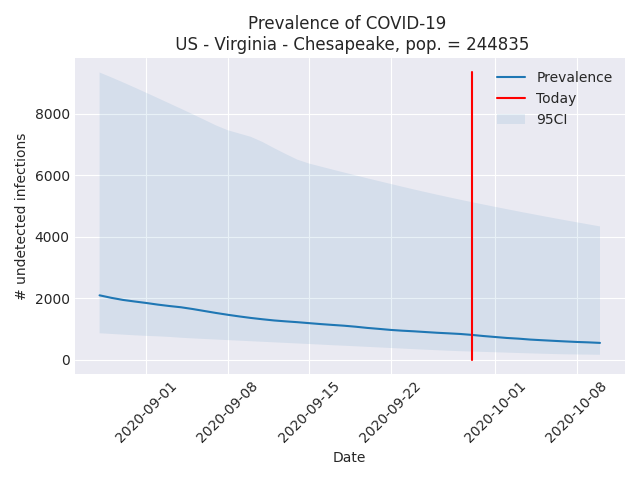 Prevalence of COVID-19
US - Virginia - Chesapeake, pop. = 244835
Prevalence
Today
95CI
# undetected infections
8000
6000
4000
2000
0
2020-09-01
2020-09-08
2020-09-15
2020-09-22
2020-10-01
2020-10-08
Date